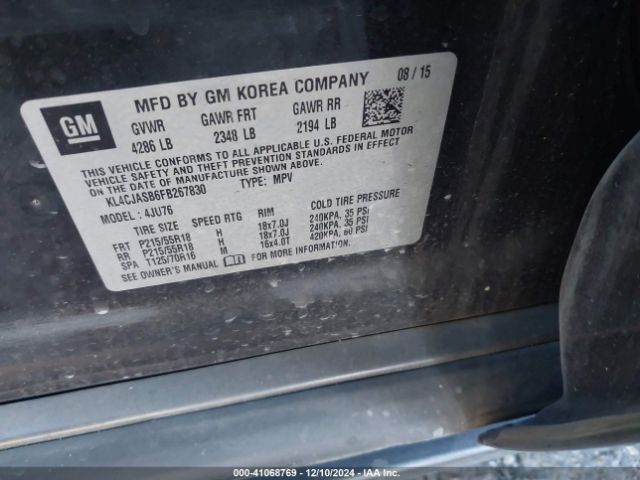 GM
MFD BY GM KOREA COMPANY 08 / 15
GVWR GAWR FRT GAWR RR
4286 LB 2348 LB 2194 LB
THIS VEHICLE CONFORMS TO ALL APPLICABLE U.S. FEDERAL MOTOR
VEHICLE SAFETY AND THEFT PREVENTION STANDARDS IN EFFECT
ON THE DATE OF MANUFACTURE SHOWN ABOVE.
KL4CJASB6FB267830 TYPE: MPV
MODEL: 4JU76
TIRE SIZE SPEED RTG RIM COLD TIRE PRESSURE
FRT P215/55R18 H 18x7.0J 240KPA, 35 PSI
RR P215/55R18 H 18x7.0J 240KPA, 35 PSI
SPA T125/70R16 M 16x4.0T 420KPA, 60 PSI
SEE OWNER'S MANUAL FOR MORE INFORMATION.
000-41068769 - 12/10/2024 - IAA Inc.